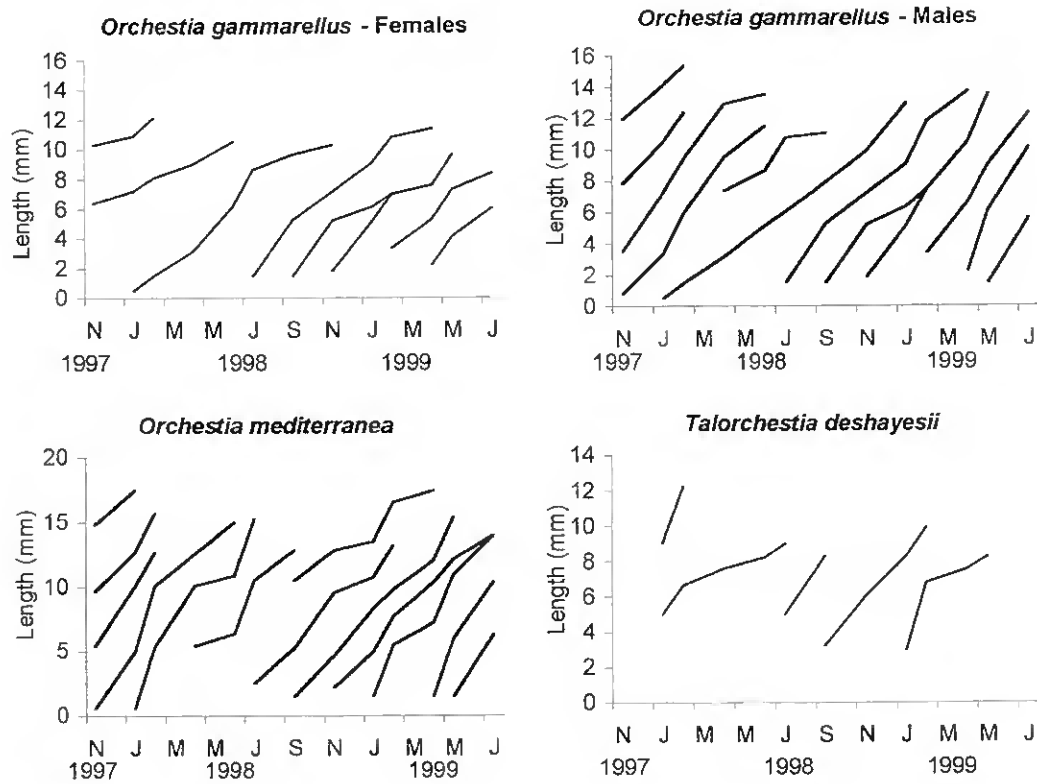 Orchestia gammarellus - Females
Length (mm)
16
14
12
10
8
6
4
2
0
N J M M J S N J M M J
1997 1998 1999
Orchestia gammarellus - Males
Length (mm)
16
14
12
10
8
6
4
2
0
N J M M J S N J M M J
1997 1998 1999
Orchestia mediterranea
Length (mm)
20
15
10
5
0
N J M M J S N J M M J
1997 1998 1999
Talorchestia deshayesii
Length (mm)
14
12
10
8
6
4
2
0
N J M M J S N J M M J
1997 1998 1999